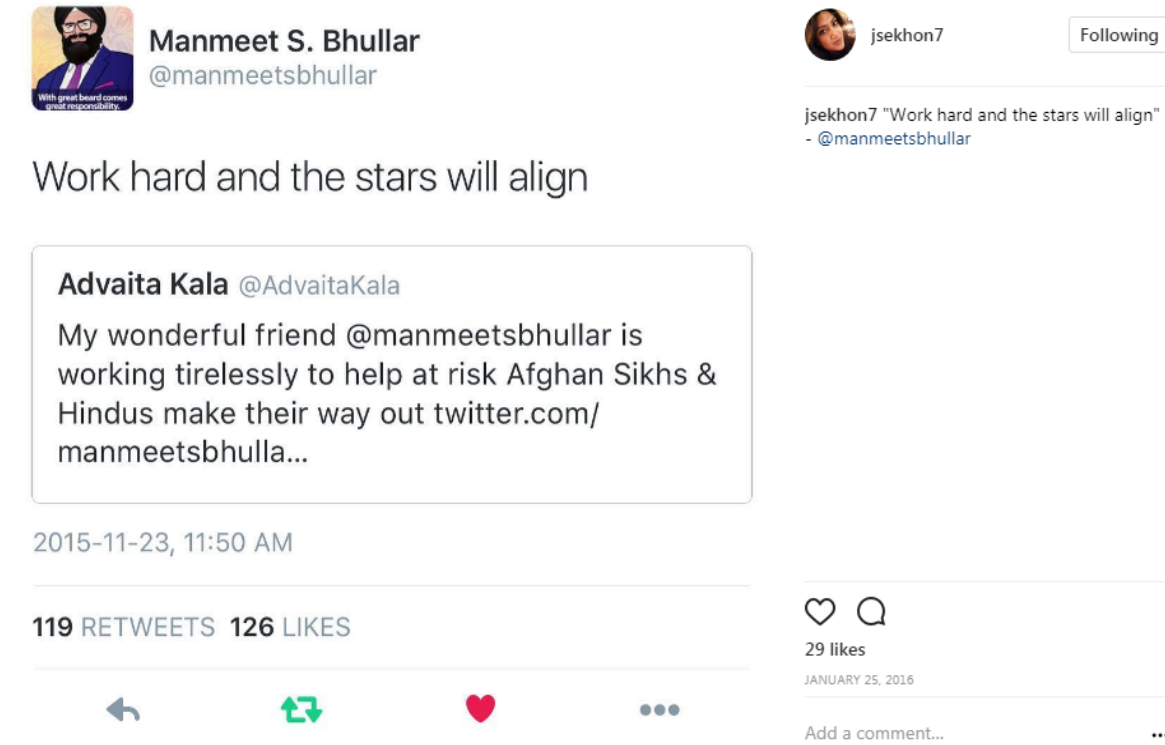 With great beard comes
great responsibility.
Manmeet S. Bhullar
@manmeetsbhullar
Work hard and the stars will align
Advaita Kala @AdvaitaKala
My wonderful friend @manmeetsbhullar is
working tirelessly to help at risk Afghan Sikhs &
Hindus make their way out twitter.com/
manmeetsbhulla...
2015-11-23, 11:50 AM
119 RETWEETS 126 LIKES
jsekhon7
Following
jsekhon7 "Work hard and the stars will align"
- @manmeetsbhullar
29 likes
JANUARY 25, 2016
Add a comment...